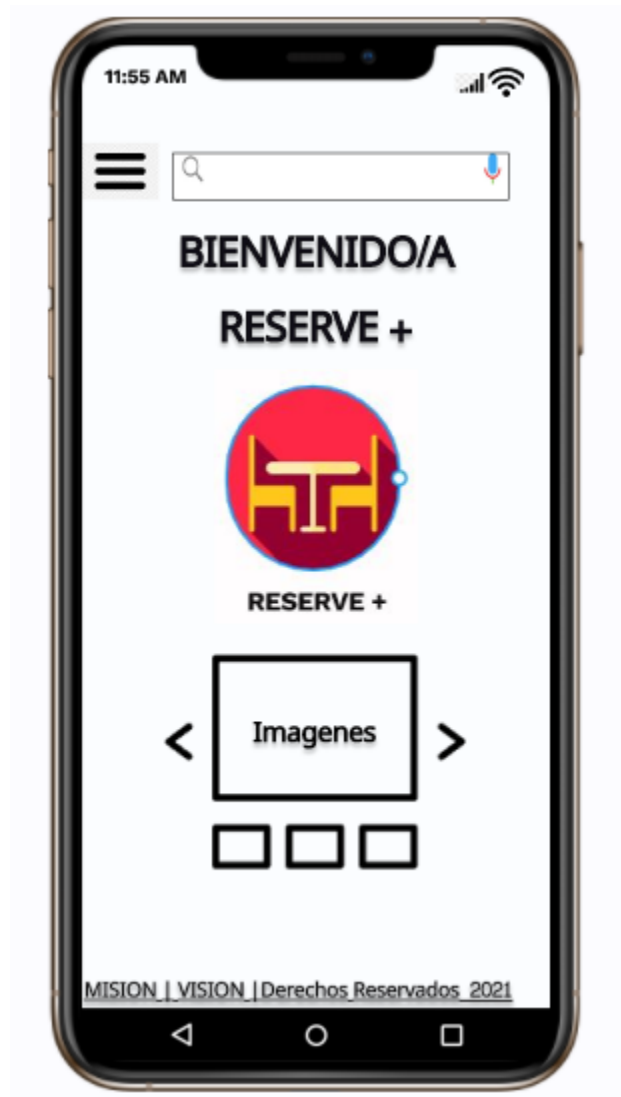 11:55 AM
BIENVENIDO/A
RESERVE +
RESERVE +
Imagenes
MISION | VISION |Derechos Reservados 2021